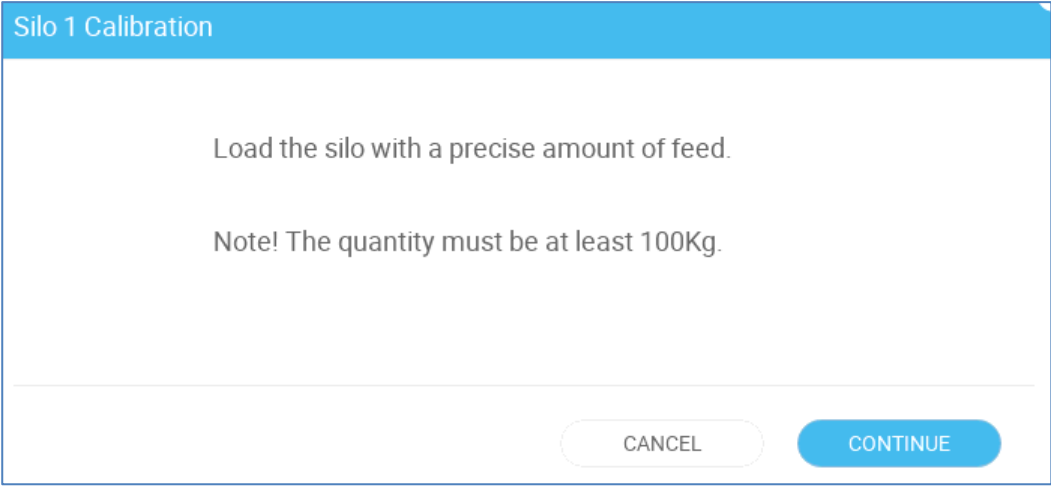 Silo 1 Calibration
Load the silo with a precise amount of feed.
Note! The quantity must be at least 100Kg.
CANCEL
CONTINUE